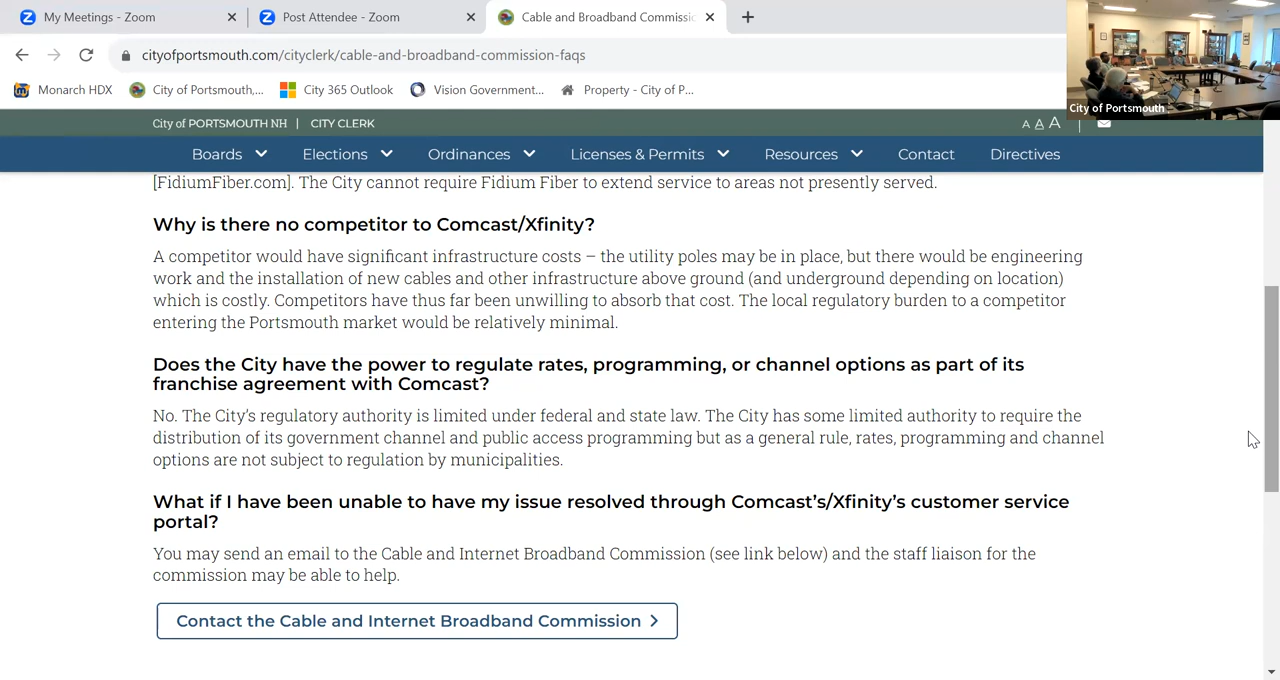 My Meetings - Zoom
Post Attendee - Zoom
Cable and Broadband Commissio
cityofportsmouth.com/cityclerk/cable-and-broadband-commission-faqs
Monarch HDX
City of Portsmouth,...
City 365 Outlook
Vision Government...
Property - City of P...
City of Portsmouth
City of PORTSMOUTH NH | CITY CLERK
A A A
Boards
Elections
Ordinances
Licenses & Permits
Resources
Contact
Directives
[FidiumFiber.com]. The City cannot require Fidium Fiber to extend service to areas not presently served.
Why is there no competitor to Comcast/Xfinity?
A competitor would have significant infrastructure costs – the utility poles may be in place, but there would be engineering
work and the installation of new cables and other infrastructure above ground (and underground depending on location)
which is costly. Competitors have thus far been unwilling to absorb that cost. The local regulatory burden to a competitor
entering the Portsmouth market would be relatively minimal.
Does the City have the power to regulate rates, programming, or channel options as part of its
franchise agreement with Comcast?
No. The City's regulatory authority is limited under federal and state law. The City has some limited authority to require the
distribution of its government channel and public access programming but as a general rule, rates, programming and channel
options are not subject to regulation by municipalities.
What if I have been unable to have my issue resolved through Comcast's/Xfinity's customer service
portal?
You may send an email to the Cable and Internet Broadband Commission (see link below) and the staff liaison for the
commission may be able to help.
Contact the Cable and Internet Broadband Commission